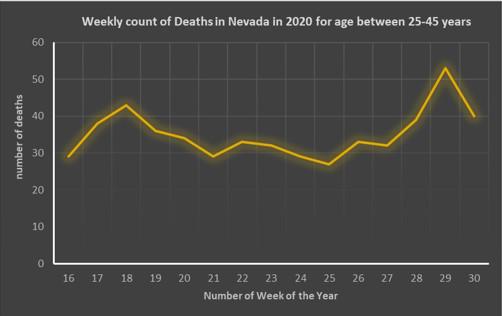 Weekly count of Deaths in Nevada in 2020 for age between 25-45 years
60
50
40
30
20
10
0
number of deaths
16 17 18 19 20 21 22 23 24 25 26 27 28 29 30
Number of Week of the Year